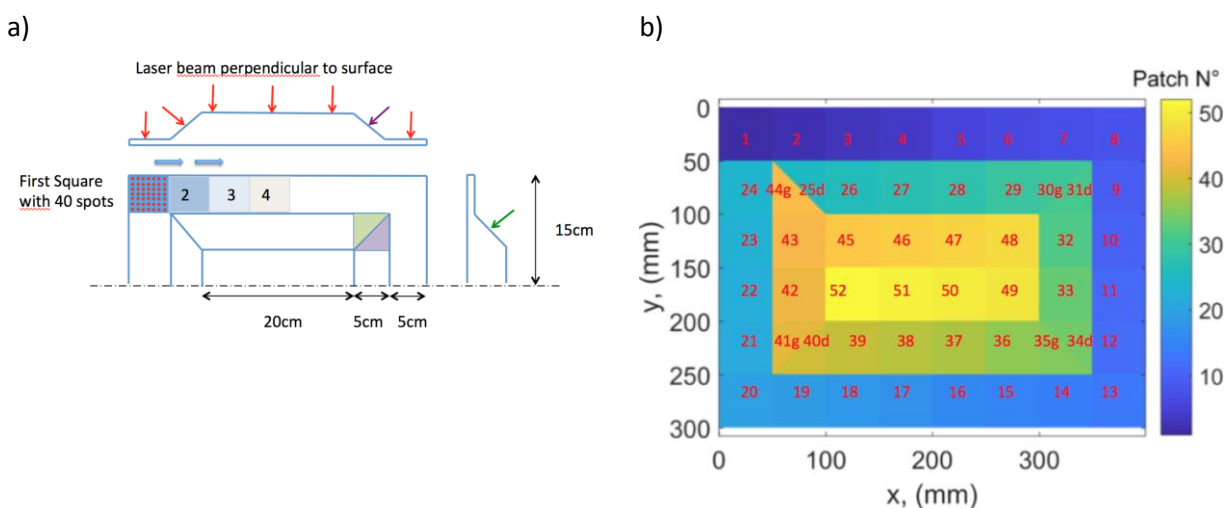 a)
Laser beam perpendicular to surface
First Square
with 40 spots
2
3
4
15cm
20cm
5cm
5cm
b)
Patch N°
0
50
100
150
200
250
300
y, (mm)
1 2 3 4 5 6 7 8
24 44g 25d 26 27 28 29 30g 31d 9
23 43 45 46 47 48 32 10
22 42 52 51 50 49 33 11
21 41g 40d 39 38 37 36 35g 34d 12
20 19 18 17 16 15 14 13
0 100 200 300
x, (mm)
50
40
30
20
10